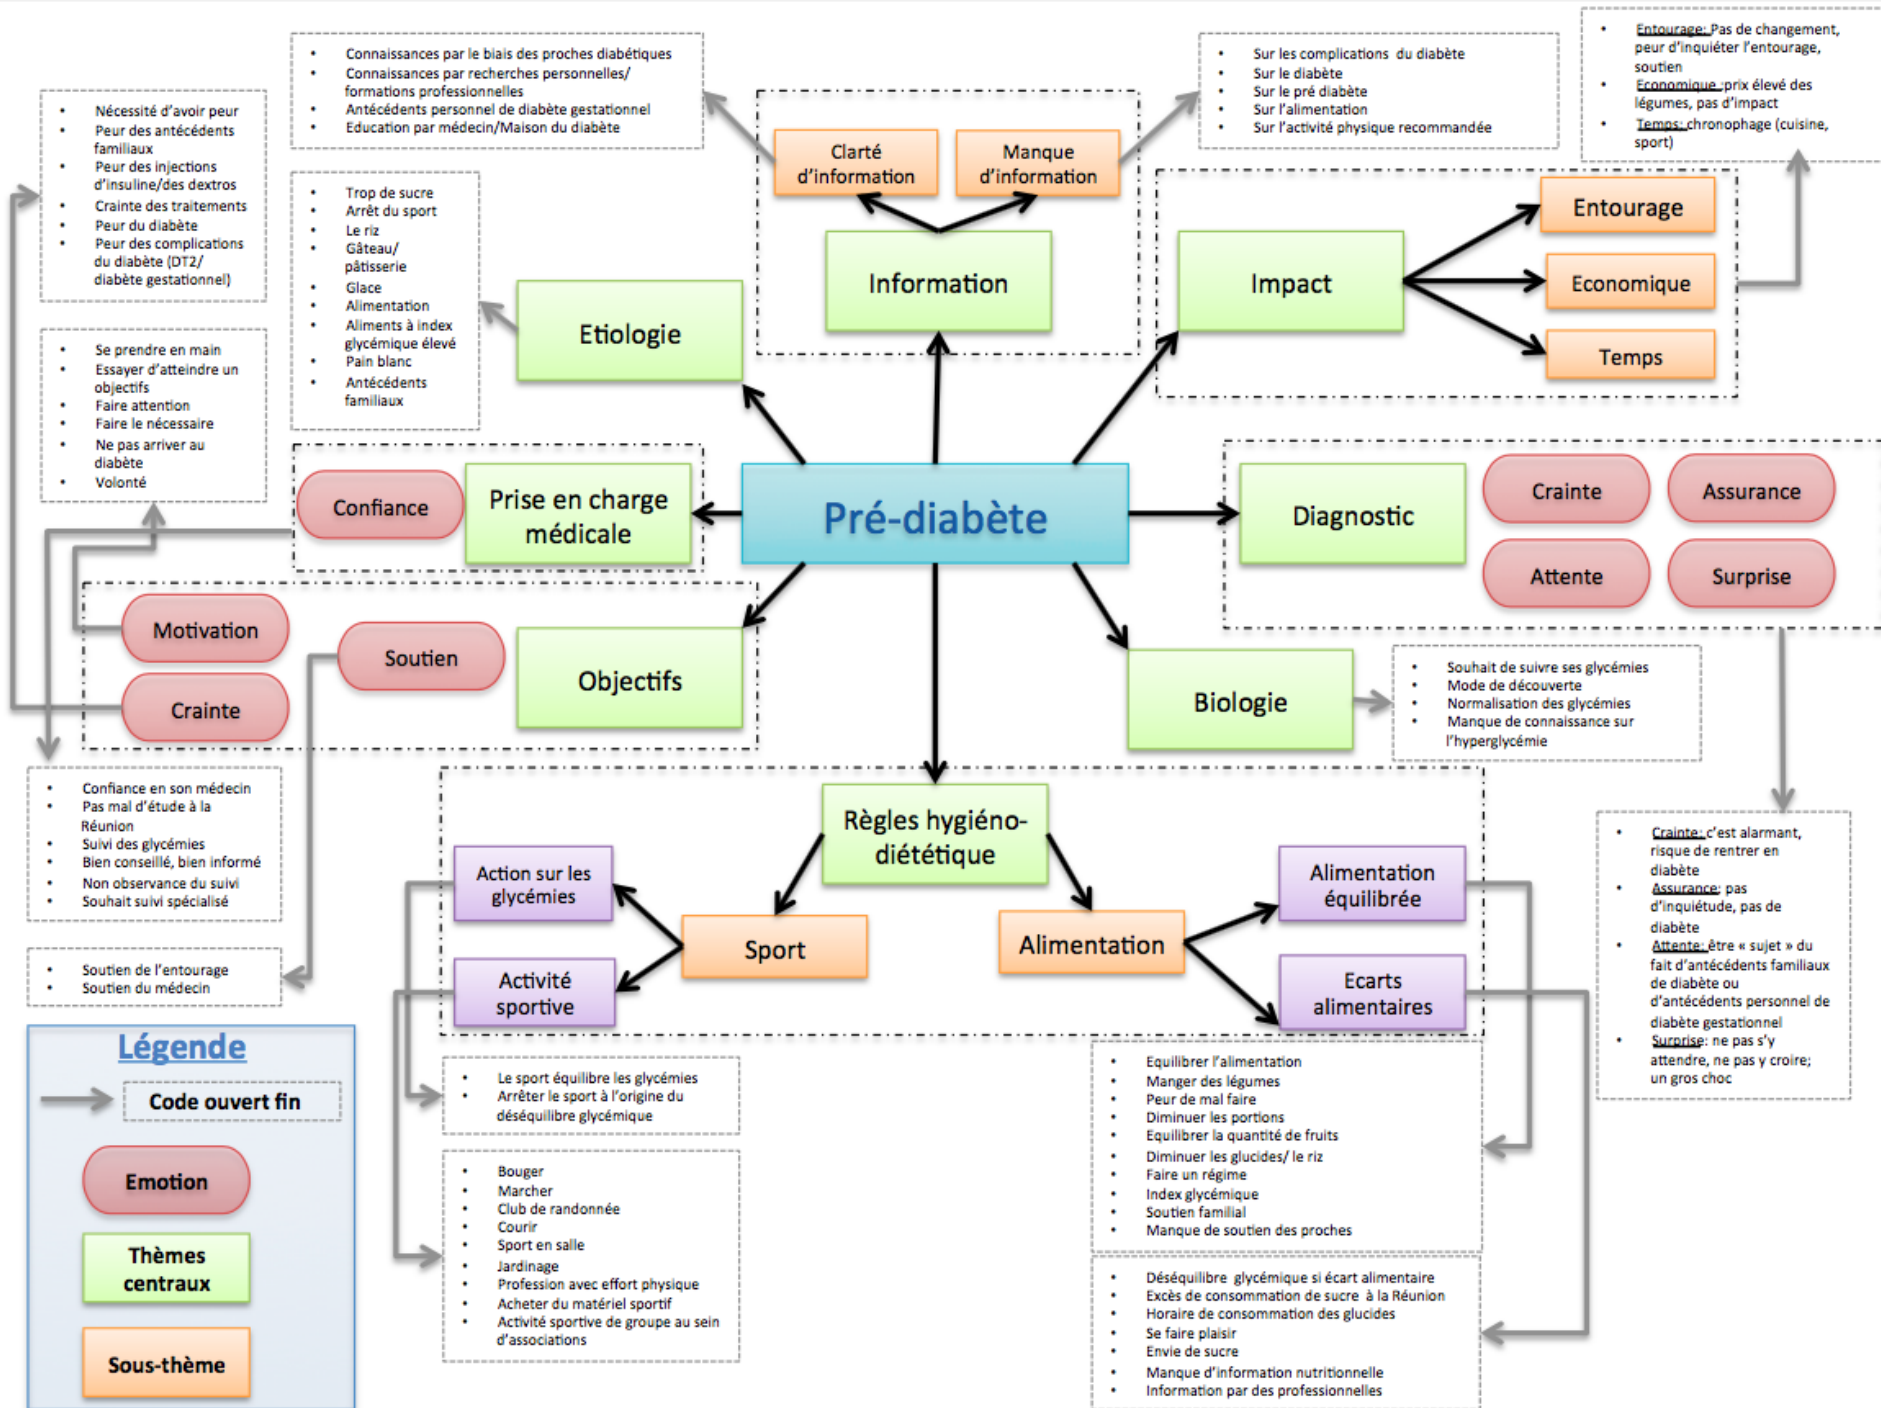 • Connaissances par le biais des proches diabétiques
• Connaissances par recherches personnelles/
formations professionnelles
• Antécédents personnel de diabète gestationnel
• Education par médecin/Maison du diabète
• Sur les complications du diabète
• Sur le diabète
• Sur le pré diabète
• Sur l'alimentation
• Sur l'activité physique recommandée
• Entourage: Pas de changement,
peur d'inquiéter l'entourage,
soutien
• Economique :prix élevé des
légumes, pas d'impact
• Temps: chronophage (cuisine,
sport)
• Nécessité d'avoir peur
• Peur des antécédents
familiaux
• Peur des injections
d'insuline/des dextros
• Crainte des traitements
• Peur du diabète
• Peur des complications
du diabète (DT2/
diabète gestationnel)
• Trop de sucre
• Arrêt du sport
• Le riz
• Gâteau/
pâtisserie
• Glace
• Alimentation
• Aliments à index
glycémique élevé
• Pain blanc
• Antécédents
familiaux
Clarté
d'information
Manque
d'information
Information
Etiologie
Impact
Entourage
Economique
Temps
• Se prendre en main
• Essayer d'atteindre un
objectifs
• Faire attention
• Faire le nécessaire
• Ne pas arriver au
diabète
• Volonté
Confiance
Prise en charge
médicale
Pré-diabète
Diagnostic
Crainte
Assurance
Attente
Surprise
Motivation
Soutien
Crainte
Objectifs
Biologie
• Souhait de suivre ses glycémies
• Mode de découverte
• Normalisation des glycémies
• Manque de connaissance sur
l'hyperglycémie
• Confiance en son médecin
• Pas mal d'étude à la
Réunion
• Suivi des glycémies
• Bien conseillé, bien informé
• Non observance du suivi
• Souhait suivi spécialisé
• Soutien de l'entourage
• Soutien du médecin
Règles hygiéno-
diététique
Action sur les
glycémies
Activité
sportive
Sport
Alimentation
Alimentation
équilibrée
Ecarts
alimentaires
• Crainte: c'est alarmant,
risque de rentrer en
diabète
• Assurance: pas
d'inquiétude, pas de
diabète
• Attente: être « sujet » du
fait d'antécédents familiaux
de diabète ou
d'antécédents personnel de
diabète gestationnel
• Surprise: ne pas s'y
attendre, ne pas y croire;
un gros choc
Légende
Code ouvert fin
Emotion
Thèmes
centraux
Sous-thème
• Le sport équilibre les glycémies
• Arrêter le sport à l'origine du
déséquilibre glycémique
• Bouger
• Marcher
• Club de randonnée
• Courir
• Sport en salle
• Jardinage
• Profession avec effort physique
• Acheter du matériel sportif
• Activité sportive de groupe au sein
d'associations
• Equilibrer l'alimentation
• Manger des légumes
• Peur de mal faire
• Diminuer les portions
• Equilibrer la quantité de fruits
• Diminuer les glucides/ le riz
• Faire un régime
• Index glycémique
• Soutien familial
• Manque de soutien des proches
• Déséquilibre glycémique si écart alimentaire
• Excès de consommation de sucre à la Réunion
• Horaire de consommation des glucides
• Se faire plaisir
• Envie de sucre
• Manque d'information nutritionnelle
• Information par des professionnelles